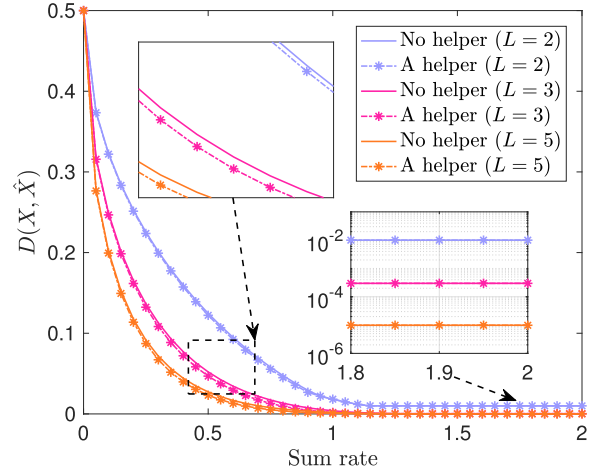 0.5
0.4
0.3
0.2
0.1
0
D(X, X̂)
No helper (L = 2)
A helper (L = 2)
No helper (L = 3)
A helper (L = 3)
No helper (L = 5)
A helper (L = 5)
10⁻²
10⁻⁴
10⁻⁶
1.8 1.9 2
0 0.5 1 1.5 2
Sum rate